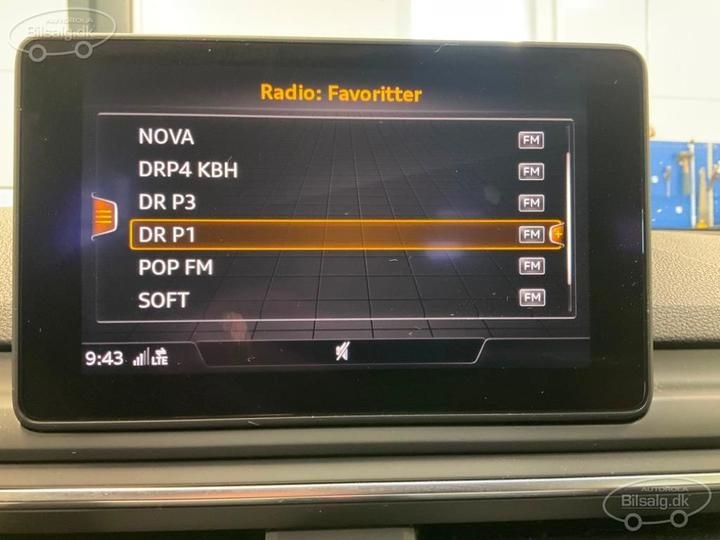 AUTOROLA
Bilsalg.dk
Radio: Favoritter
NOVA FM
DRP4 KBH FM
DR P3 FM
DR P1 FM
POP FM FM
SOFT FM
9:43 LTE
AUTOROLA
Bilsalg.dk